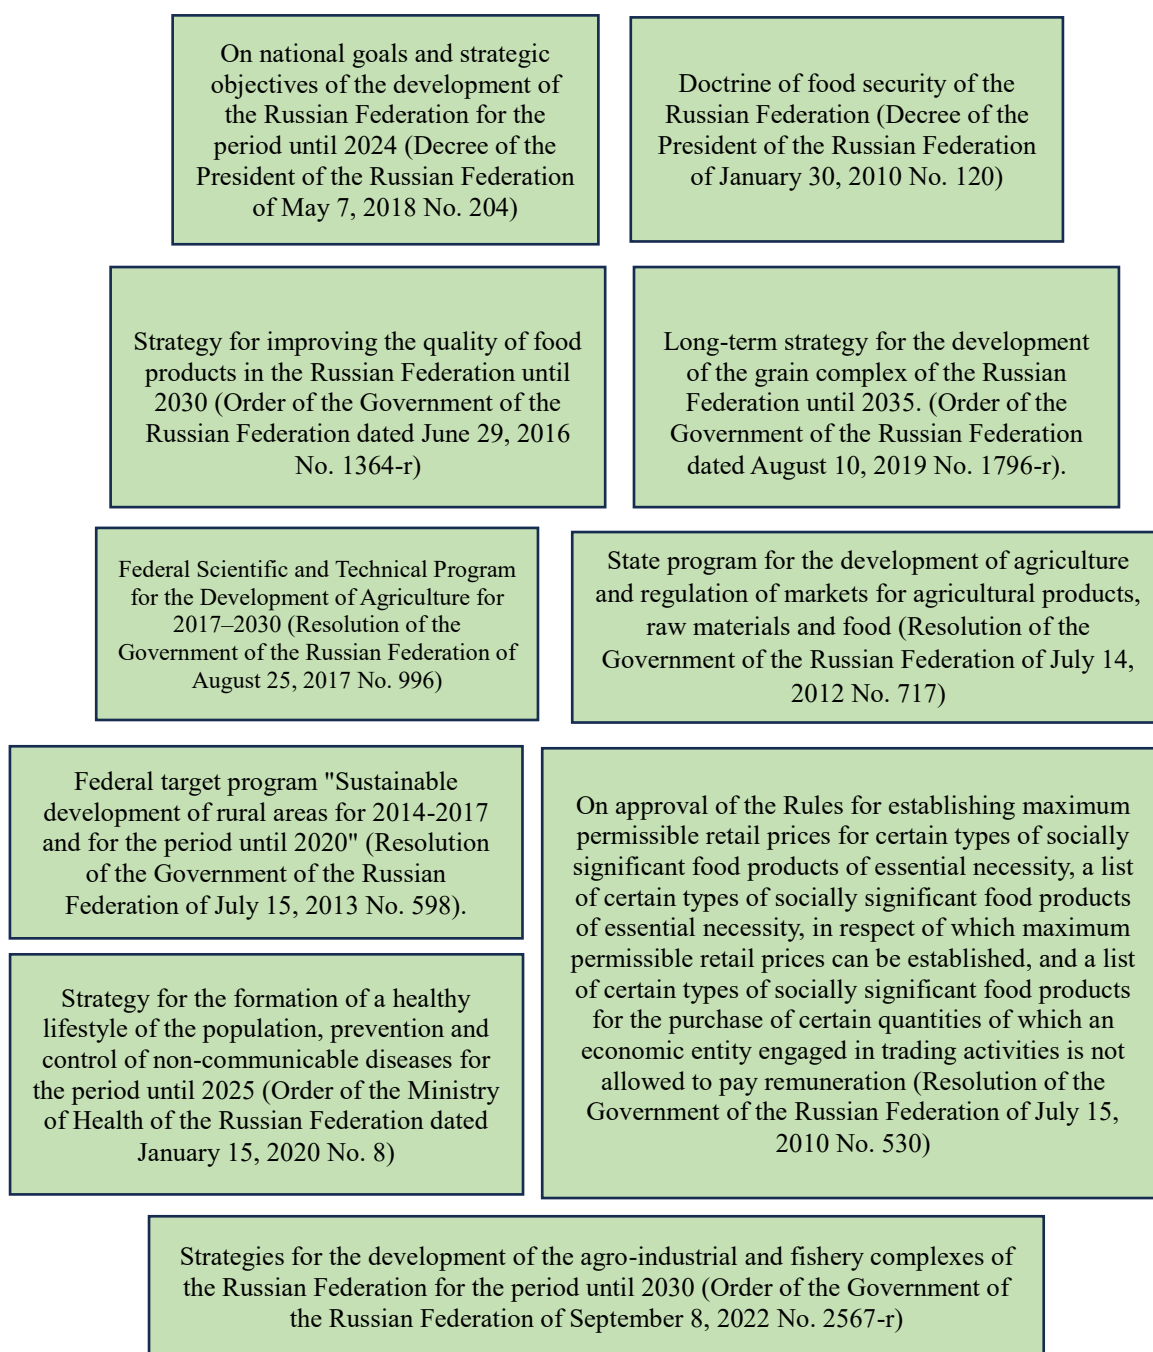 On national goals and strategic
objectives of the development of
the Russian Federation for the
period until 2024 (Decree of the
President of the Russian Federation
of May 7, 2018 No. 204)
Doctrine of food security of the
Russian Federation (Decree of the
President of the Russian Federation
of January 30, 2010 No. 120)
Strategy for improving the quality of food
products in the Russian Federation until
2030 (Order of the Government of the
Russian Federation dated June 29, 2016
No. 1364-r)
Long-term strategy for the development
of the grain complex of the Russian
Federation until 2035. (Order of the
Government of the Russian Federation
dated August 10, 2019 No. 1796-r).
Federal Scientific and Technical Program
for the Development of Agriculture for
2017–2030 (Resolution of the
Government of the Russian Federation of
August 25, 2017 No. 996)
State program for the development of agriculture
and regulation of markets for agricultural products,
raw materials and food (Resolution of the
Government of the Russian Federation of July 14,
2012 No. 717)
Federal target program "Sustainable
development of rural areas for 2014-2017
and for the period until 2020" (Resolution
of the Government of the Russian
Federation of July 15, 2013 No. 598).
On approval of the Rules for establishing maximum
permissible retail prices for certain types of socially
significant food products of essential necessity, a list
of certain types of socially significant food products
of essential necessity, in respect of which maximum
permissible retail prices can be established, and a list
of certain types of socially significant food products
for the purchase of certain quantities of which an
economic entity engaged in trading activities is not
allowed to pay remuneration (Resolution of the
Government of the Russian Federation of July 15,
2010 No. 530)
Strategy for the formation of a healthy
lifestyle of the population, prevention and
control of non-communicable diseases for
the period until 2025 (Order of the Ministry
of Health of the Russian Federation dated
January 15, 2020 No. 8)
Strategies for the development of the agro-industrial and fishery complexes of
the Russian Federation for the period until 2030 (Order of the Government of
the Russian Federation of September 8, 2022 No. 2567-r)